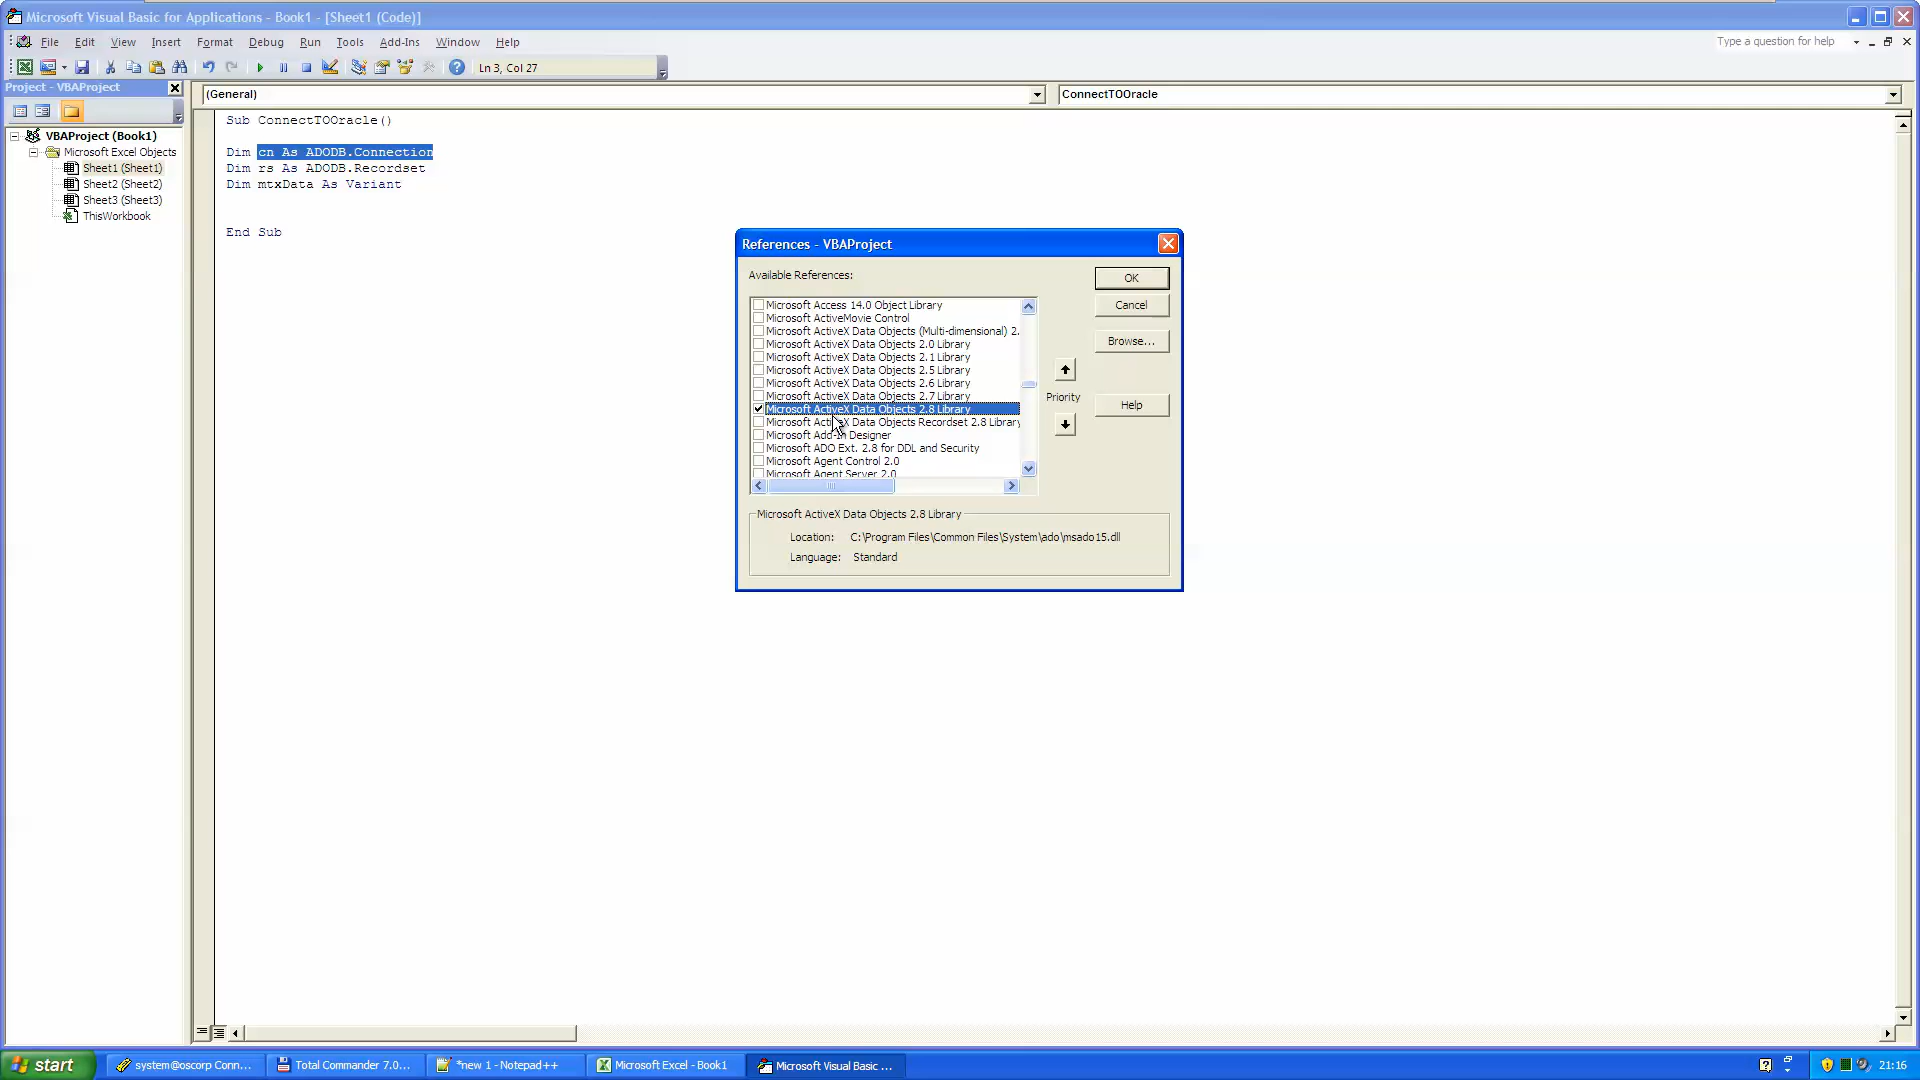 Microsoft Visual Basic for Applications - Book1 - [Sheet1 (Code)]
File Edit View Insert Format Debug Run Tools Add-Ins Window Help
Type a question for help
Ln 3, Col 27
Project - VBAProject
(General)
ConnectTOOracle
VBAProject (Book1)
Microsoft Excel Objects
Sheet1 (Sheet1)
Sheet2 (Sheet2)
Sheet3 (Sheet3)
ThisWorkbook
Sub ConnectTOOracle()
Dim cn As ADODB.Connection
Dim rs As ADODB.Recordset
Dim mtxData As Variant
End Sub
References - VBAProject
Available References:
Microsoft Access 14.0 Object Library
Microsoft ActiveMovie Control
Microsoft ActiveX Data Objects (Multi-dimensional) 2.
Microsoft ActiveX Data Objects 2.0 Library
Microsoft ActiveX Data Objects 2.1 Library
Microsoft ActiveX Data Objects 2.5 Library
Microsoft ActiveX Data Objects 2.6 Library
Microsoft ActiveX Data Objects 2.7 Library
Microsoft ActiveX Data Objects 2.8 Library
Microsoft ActiveX Data Objects Recordset 2.8 Library
Microsoft Add-In Designer
Microsoft ADO Ext. 2.8 for DDL and Security
Microsoft Agent Control 2.0
Microsoft Agent Server 2.0
OK
Cancel
Browse...
Priority
Help
Microsoft ActiveX Data Objects 2.8 Library
Location: C:\Program Files\Common Files\System\ado\msado15.dll
Language: Standard
start
system@oscorp Conn...
Total Commander 7.0...
*new 1 - Notepad++
Microsoft Excel - Book1
Microsoft Visual Basic ...
21:16